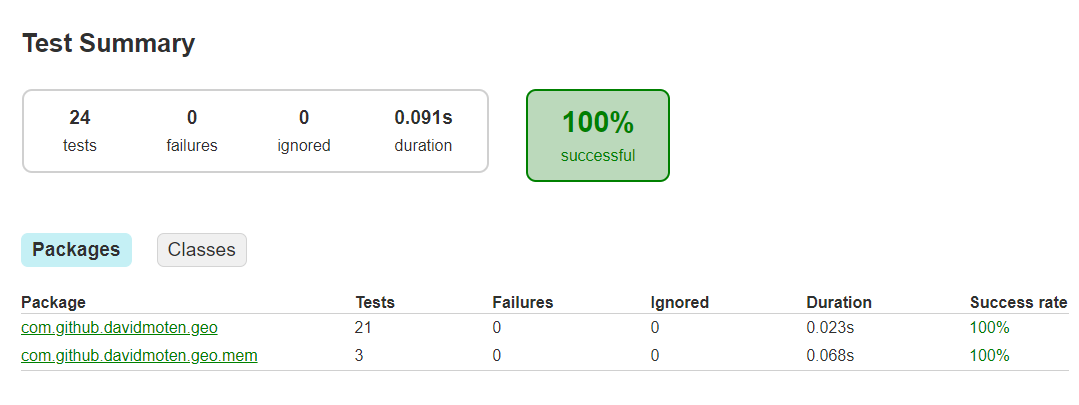 Test Summary
24 0 0 0.091s
tests failures ignored duration
100%
successful
Packages Classes
Package Tests Failures Ignored Duration Success rate
com.github.davidmoten.geo 21 0 0 0.023s 100%
com.github.davidmoten.geo.mem 3 0 0 0.068s 100%